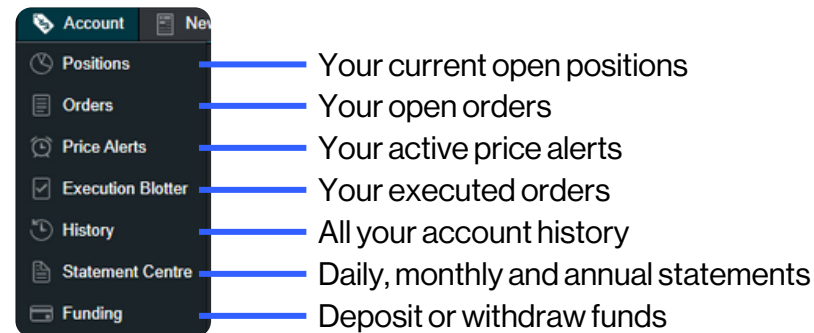 Account New
Positions Your current open positions
Orders Your open orders
Price Alerts Your active price alerts
Execution Blotter Your executed orders
History All your account history
Statement Centre Daily, monthly and annual statements
Funding Deposit or withdraw funds